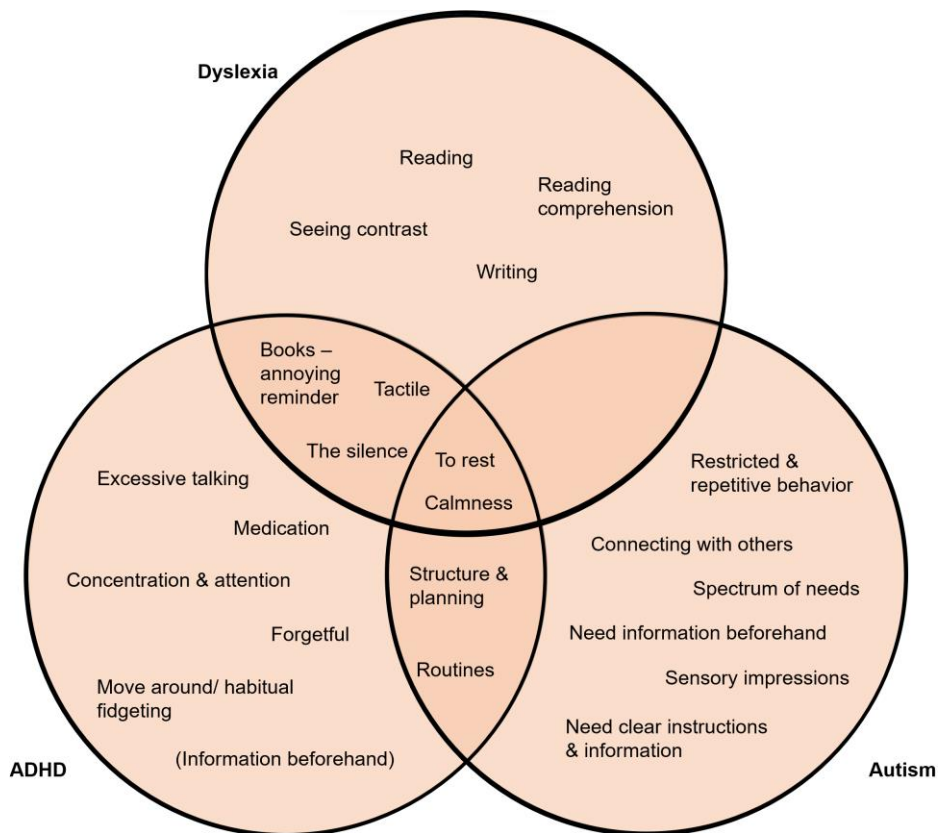 Dyslexia
Reading
Reading
comprehension
Seeing contrast
Writing
Books –
annoying
reminder
Tactile
The silence
To rest
Calmness
Excessive talking
Medication
Concentration & attention
Forgetful
Move around/ habitual
fidgeting
(Information beforehand)
ADHD
Structure &
planning
Routines
Restricted &
repetitive behavior
Connecting with others
Spectrum of needs
Need information beforehand
Sensory impressions
Need clear instructions
& information
Autism